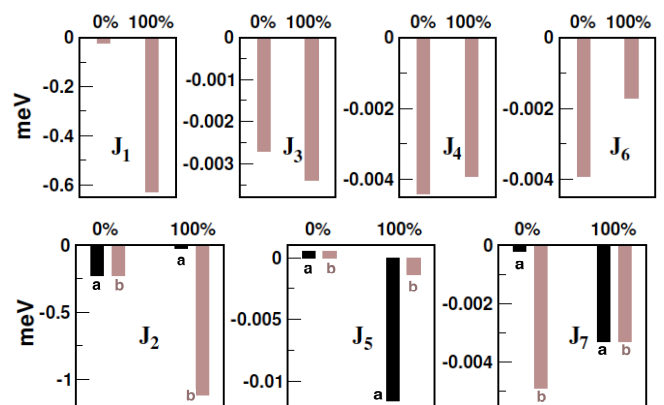 0% 100% 0% 100% 0% 100% 0% 100%
0 0 0 0
-0.001
-0.2 -0.002 -0.002
meV
-0.002
-0.4 J1 J3 J4 J6
-0.003
-0.6 -0.004 -0.004
0% 100% 0% 100% 0% 100%
0 a 0 0 a
a b a b
-0.002
-0.5 -0.005
meV
J2 J5 J7
-0.004 a b
-1 -0.01
b a b